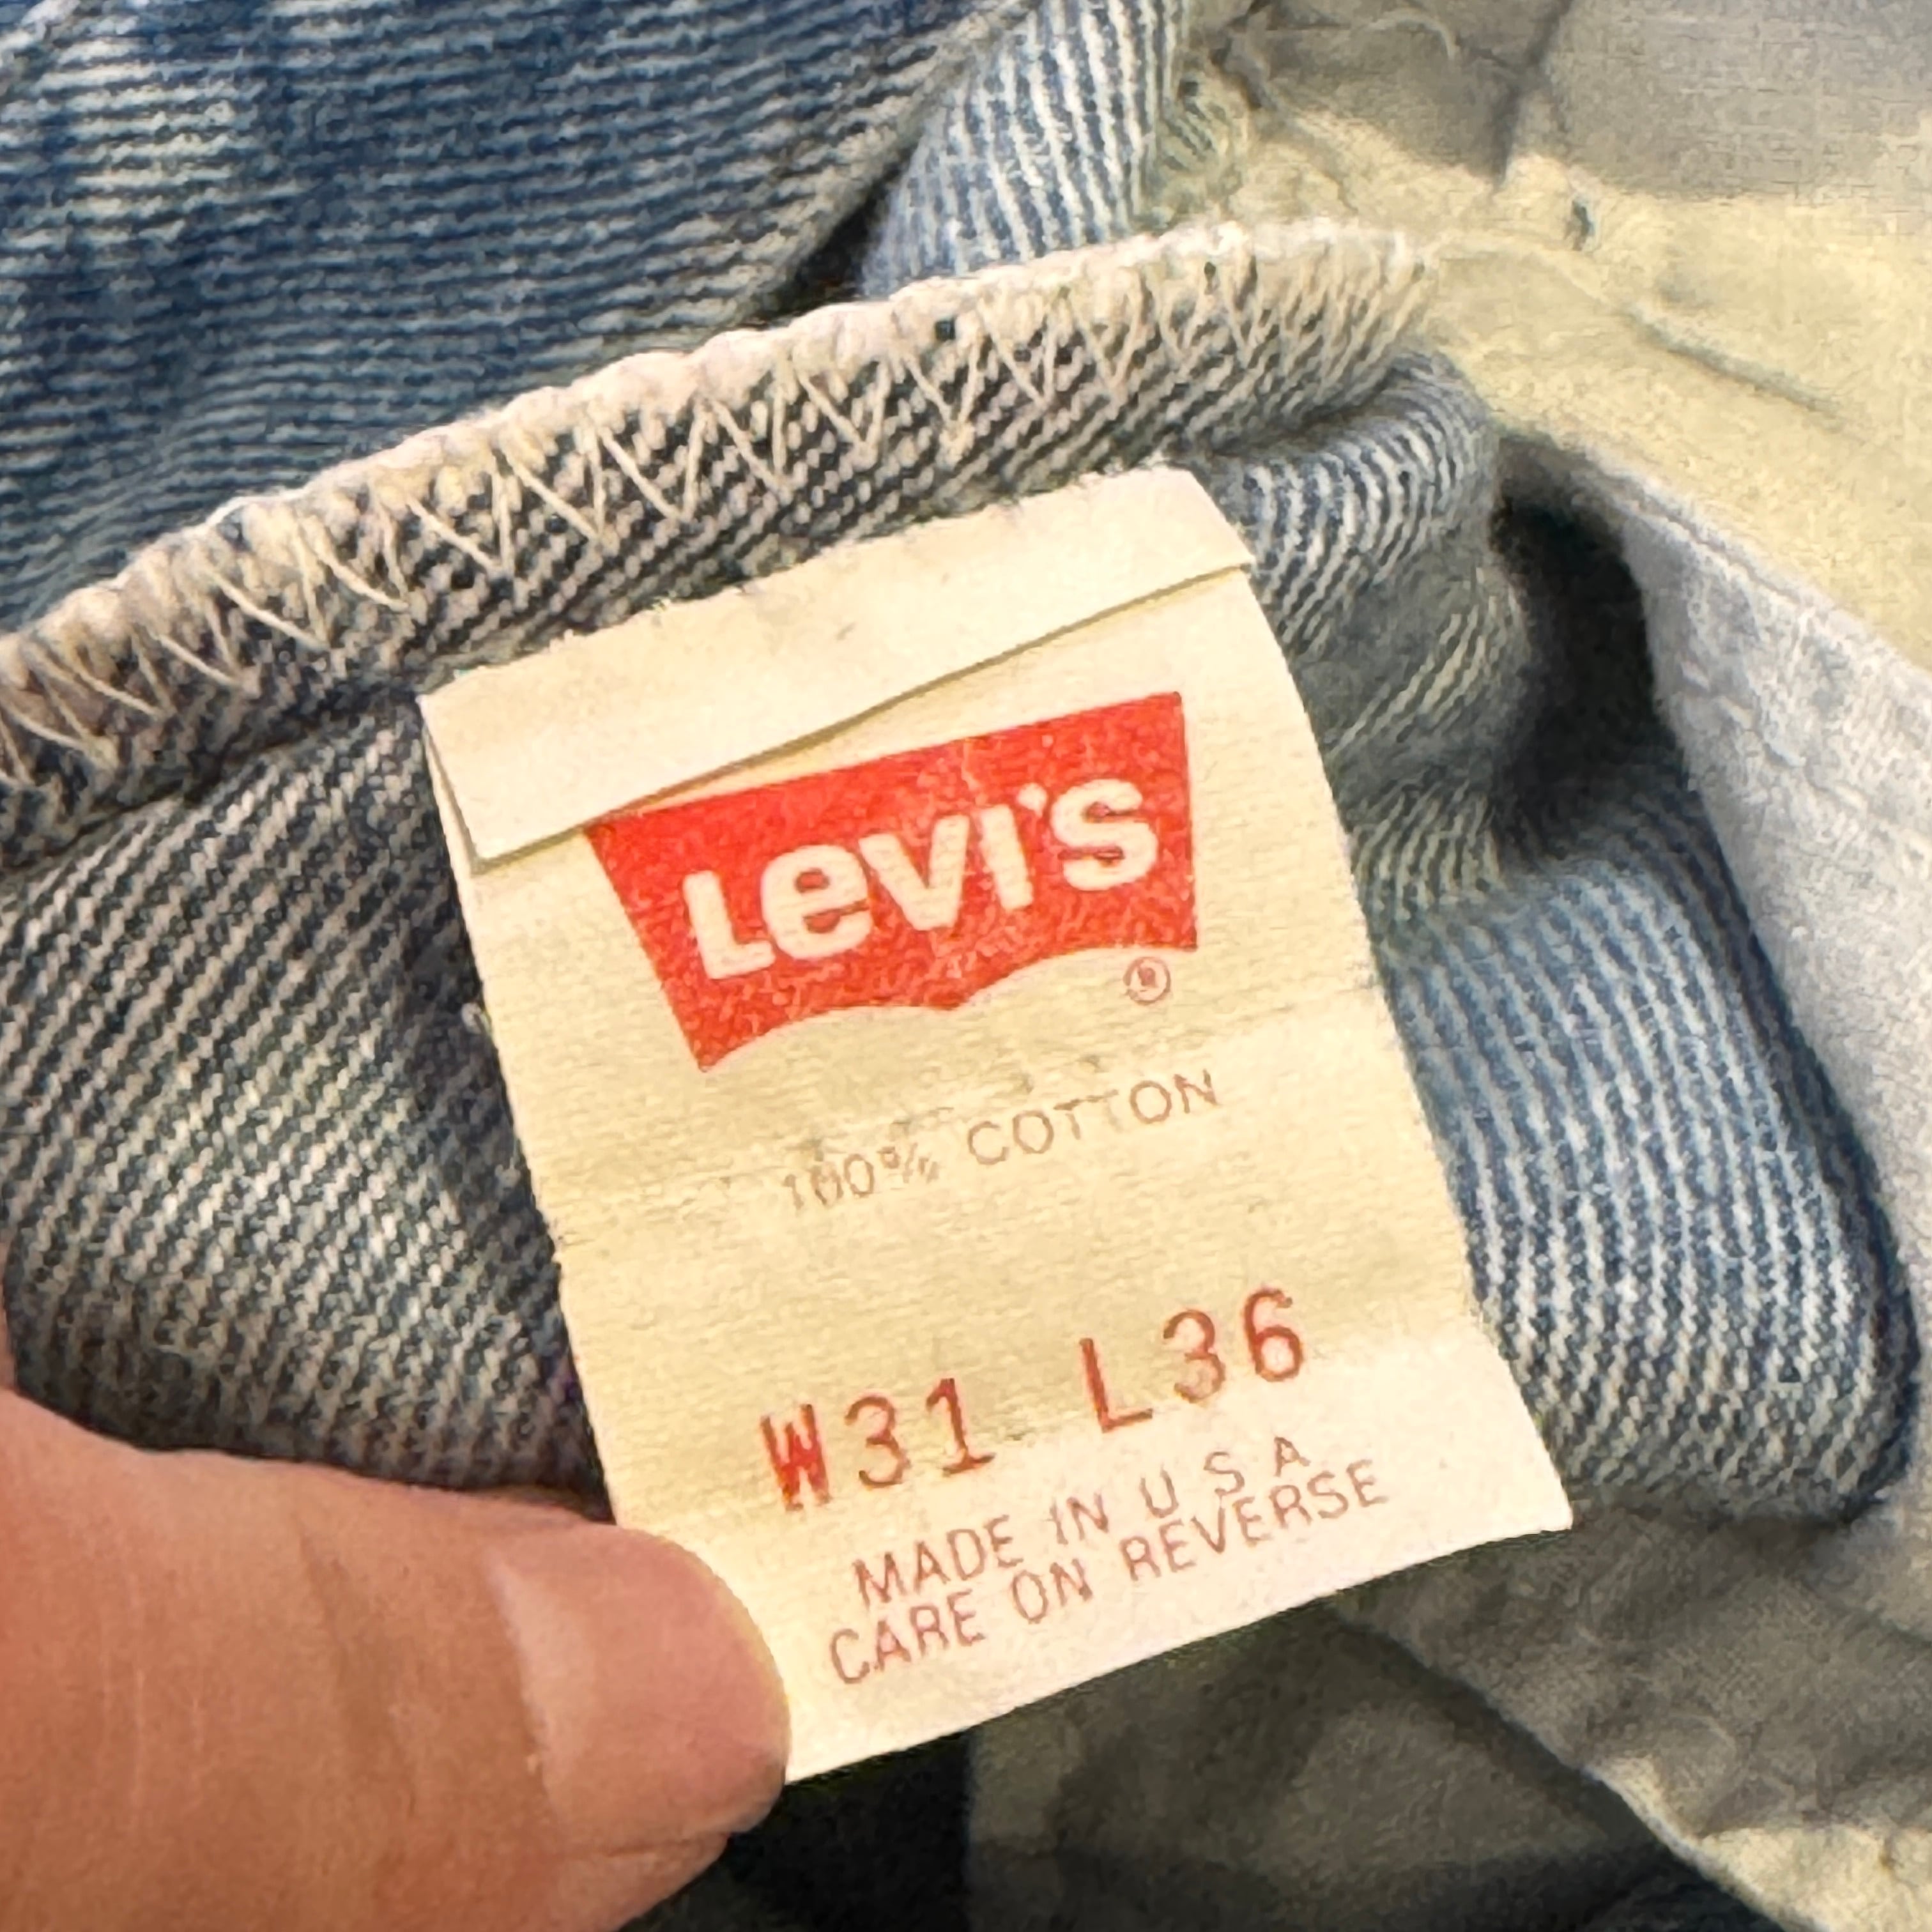 Levi's
®
100% COTTON
W31 L36
MADE IN U S A
CARE ON REVERSE